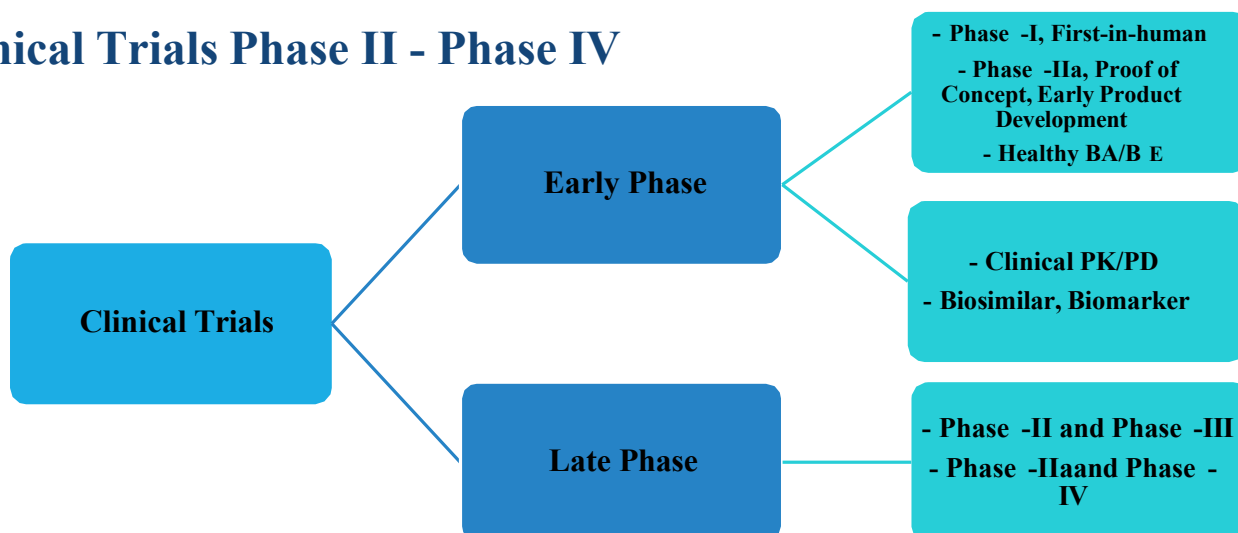 nical Trials Phase II - Phase IV
Clinical Trials
Early Phase
Late Phase
- Phase -I, First-in-human
- Phase -IIa, Proof of
Concept, Early Product
Development
- Healthy BA/B E
- Clinical PK/PD
- Biosimilar, Biomarker
- Phase -II and Phase -III
- Phase -IIaand Phase -
IV